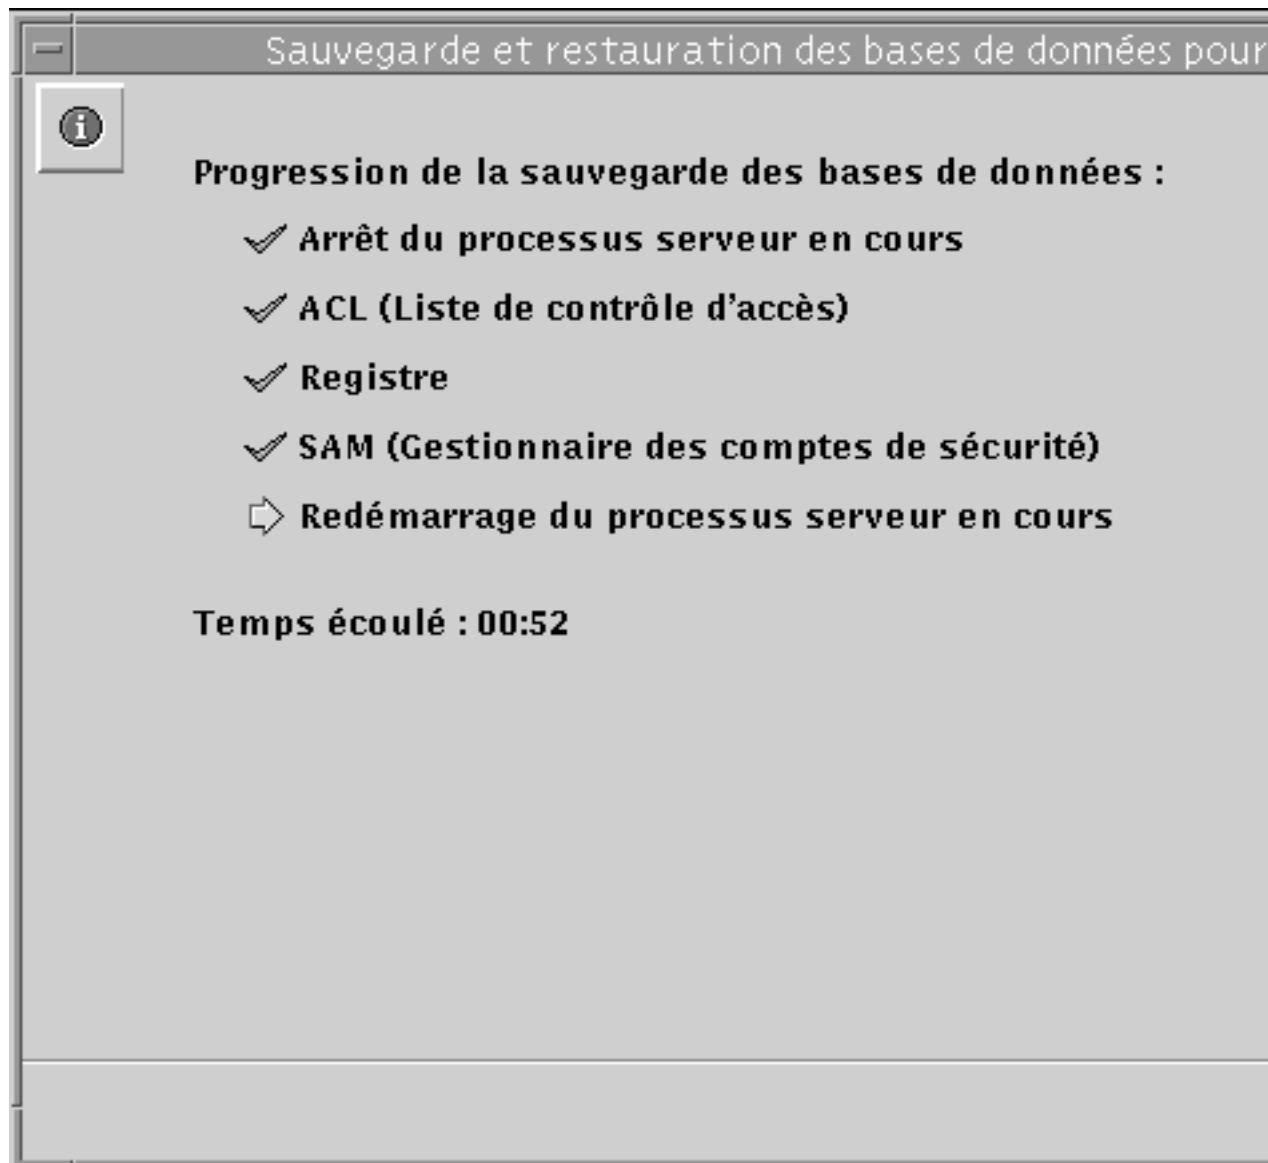 Sauvegarde et restauration des bases de données pour
Progression de la sauvegarde des bases de données :
Arrêt du processus serveur en cours
ACL (Liste de contrôle d'accès)
Registre
SAM (Gestionnaire des comptes de sécurité)
Redémarrage du processus serveur en cours
Temps écoulé : 00:52